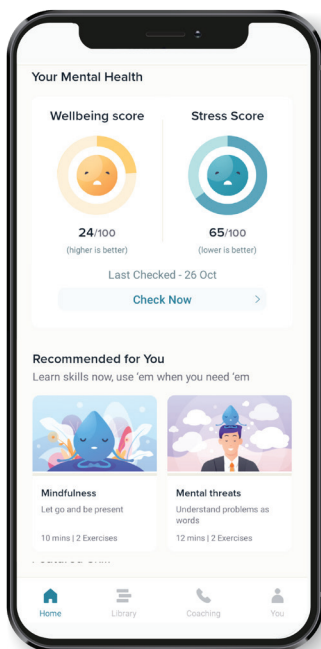 Your Mental Health
Wellbeing score
Stress Score
24/100
65/100
(higher is better)
(lower is better)
Last Checked - 26 Oct
Check Now
Recommended for You
Learn skills now, use 'em when you need 'em
Mindfulness
Let go and be present
10 mins | 2 Exercises
Mental threats
Understand problems as
words
12 mins | 2 Exercises
Home
Library
Coaching
You